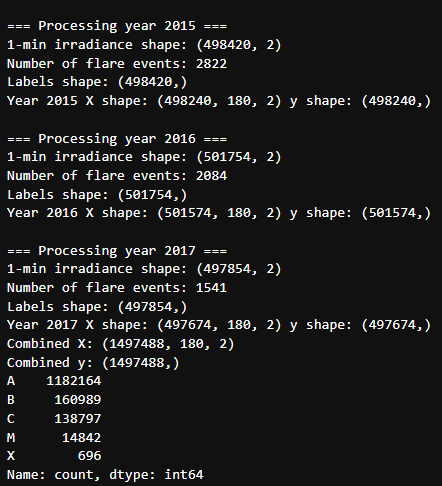 === Processing year 2015 ===
1-min irradiance shape: (498420, 2)
Number of flare events: 2822
Labels shape: (498420,)
Year 2015 X shape: (498240, 180, 2) y shape: (498240,)

=== Processing year 2016 ===
1-min irradiance shape: (501754, 2)
Number of flare events: 2084
Labels shape: (501754,)
Year 2016 X shape: (501574, 180, 2) y shape: (501574,)

=== Processing year 2017 ===
1-min irradiance shape: (497854, 2)
Number of flare events: 1541
Labels shape: (497854,)
Year 2017 X shape: (497674, 180, 2) y shape: (497674,)
Combined X: (1497488, 180, 2)
Combined y: (1497488,)
A    1182164
B     160989
C     138797
M      14842
X        696
Name: count, dtype: int64